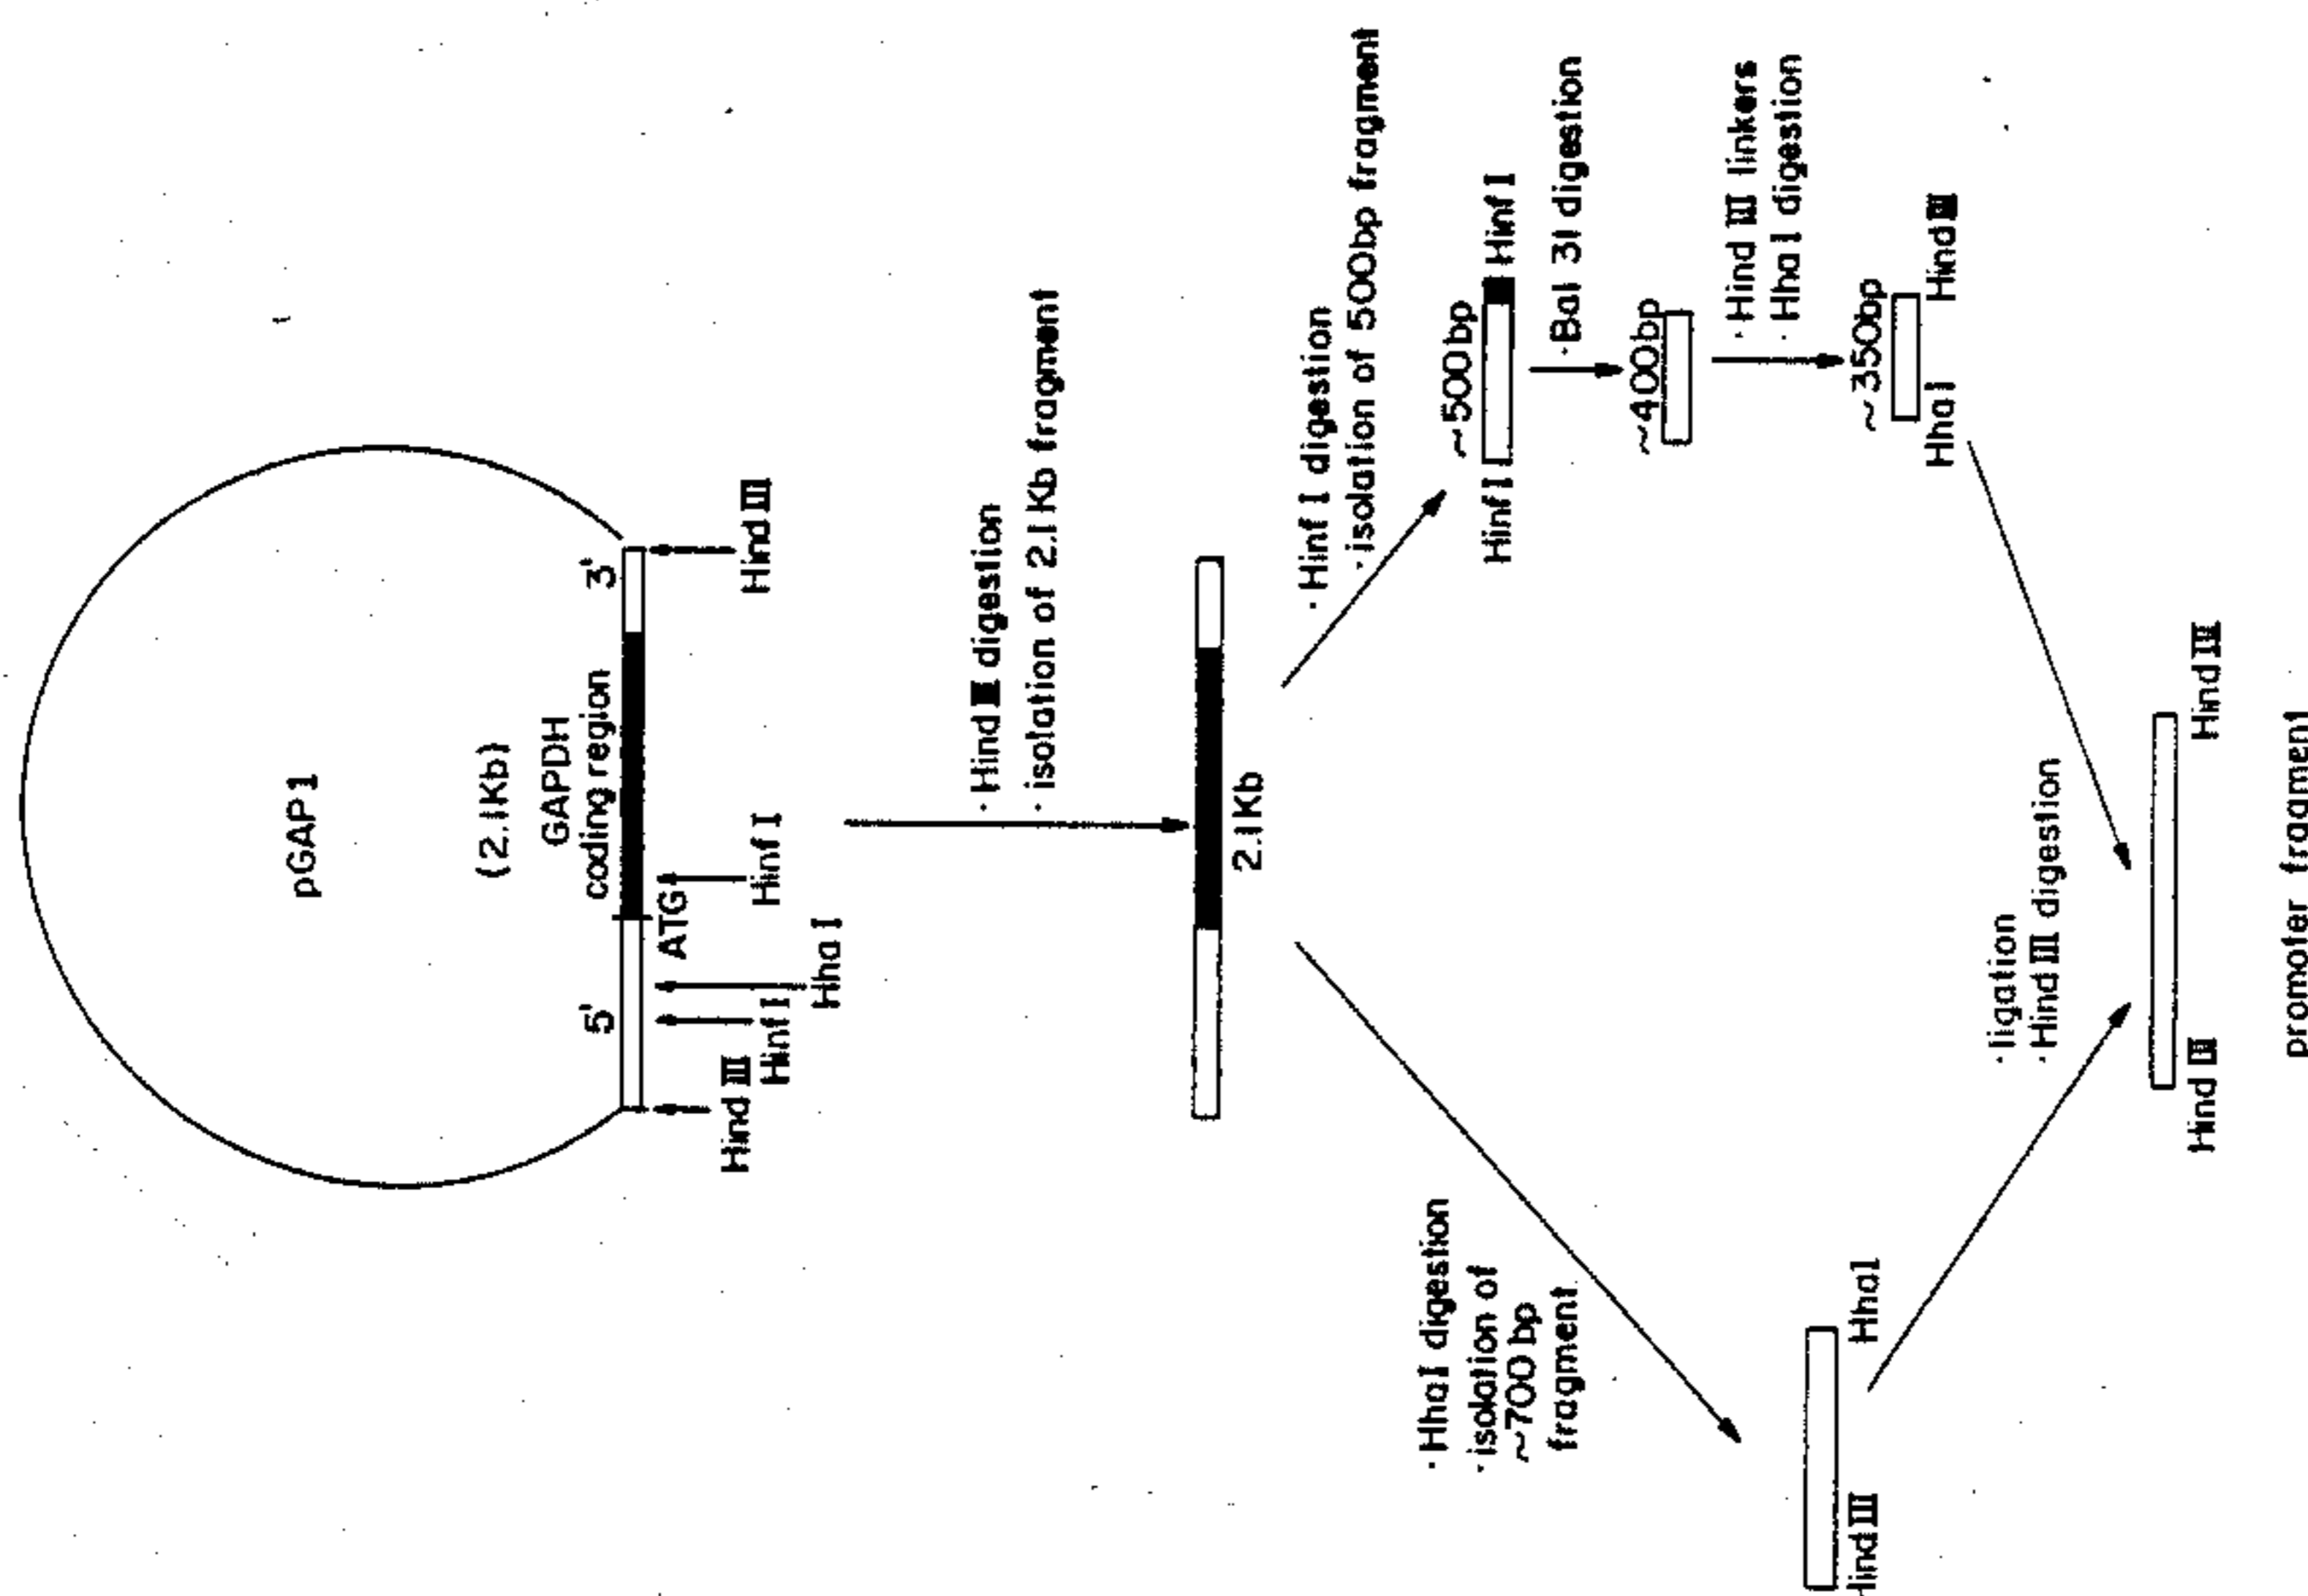 pGAP1
(2.1Kb)
GAPDH
coding region
5'
3'
ATG
Hind III
Hinf I
Hha I
Hinf I
Hind III
· Hind III digestion
· isolation of 2.1 Kb fragment
2.1Kb
· Hinf I digestion
· isolation of 500bp fragment
~500bp
Hinf I
Hinf I
· Bal 31 digestion
~400bp
· Hind III linkers
· Hha I digestion
~350bp
Hha I
Hind III
· Hha I digestion
· isolation of
~700 bp
fragment
Hind III
Hha I
· ligation
· Hind III digestion
Hind III
Hind III
promoter fragment